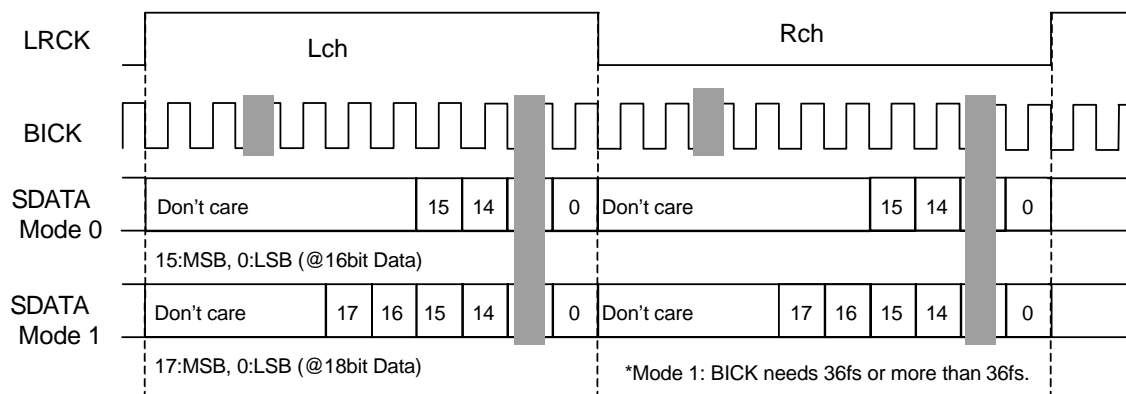 LRCK
Lch
Rch
BICK
SDATA
Mode 0
Don't care
15 14 0
Don't care
15 14 0
15:MSB, 0:LSB (@16bit Data)
SDATA
Mode 1
Don't care
17 16 15 14 0
Don't care
17 16 15 14 0
17:MSB, 0:LSB (@18bit Data)
*Mode 1: BICK needs 36fs or more than 36fs.